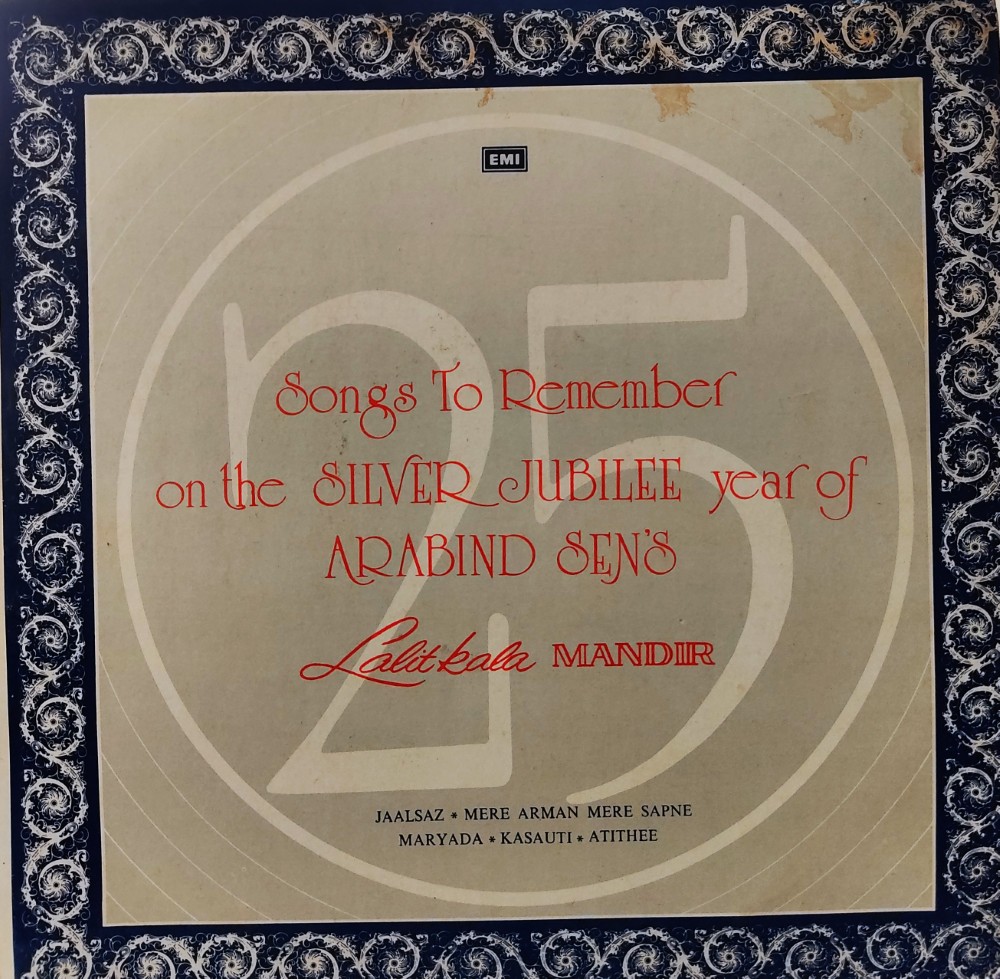 EMI
25
Songs To Remember
on the SILVER JUBILEE year of
ARABIND SEN'S
Lalitkala MANDIR
JAALSAZ * MERE ARMAN MERE SAPNE
MARYADA * KASAUTI * ATITHEE